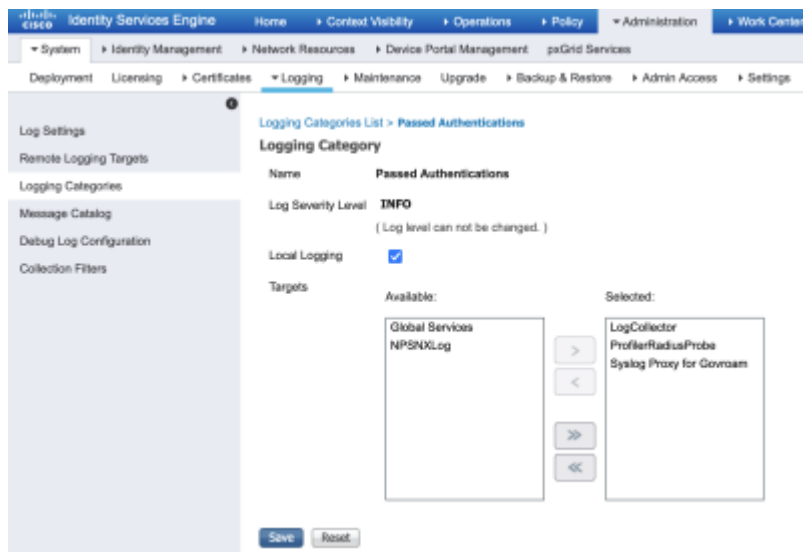 cisco Identity Services Engine Home Context Visibility Operations Policy Administration Work Center
System Identity Management Network Resources Device Portal Management pxGrid Services
Deployment Licensing Certificates Logging Maintenance Upgrade Backup & Restore Admin Access Settings
Log Settings
Remote Logging Targets
Logging Categories
Message Catalog
Debug Log Configuration
Collection Filters
Logging Categories List > Passed Authentications
Logging Category
Name Passed Authentications
Log Severity Level INFO
( Log level can not be changed. )
Local Logging
Targets
Available: Selected:
Global Services LogCollector
NPSNXLog ProfilerRadiusProbe
Syslog Proxy for Govroam
> 
<
>>
<<
Save Reset